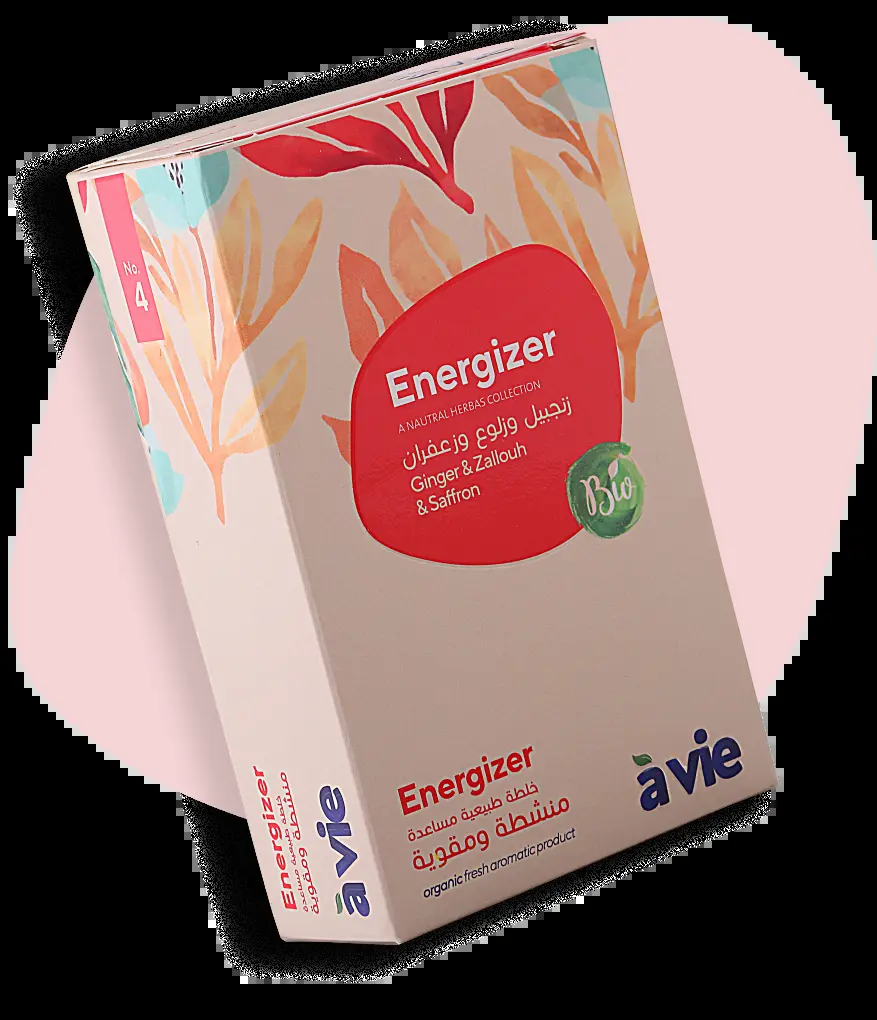 No.
4
Energizer
A NAUTRAL HERBAS COLLECTION
زنجبيل وزلوع وزعفران
Ginger & Zallouh
& Saffron
Bio
Energizer
خلطة طبيعية مساعدة
منشطة ومقوية
organic fresh aromatic product
à vie
Energizer
خلطة طبيعية مساعدة
منشطة ومقوية
à vie